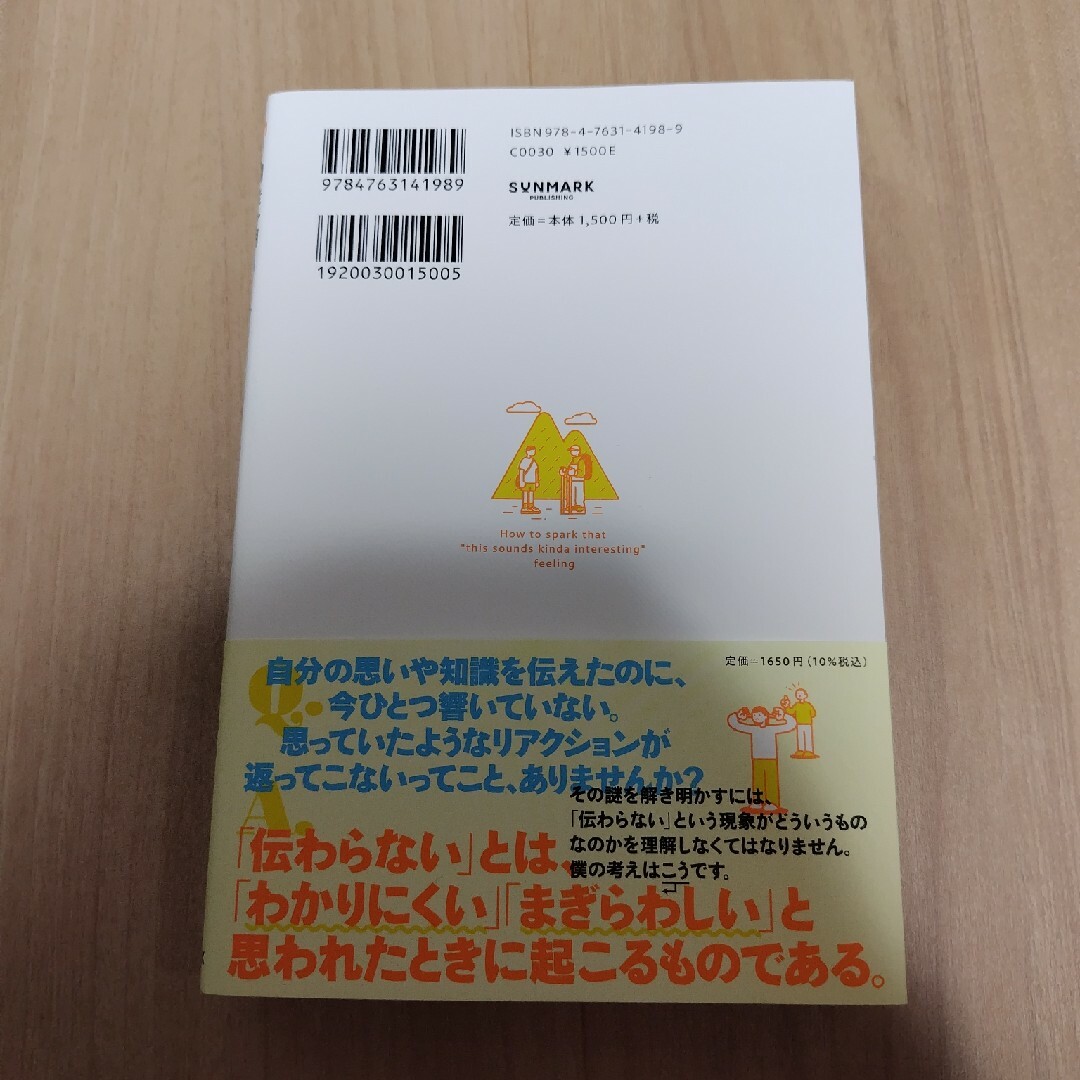 ISBN978-4-7631-4198-9
C0030 ¥1500E
9784763141989
SUNMARK
PUBLISHING
定価=本体1,500円+税
1920030015005
How to spark that
"this sounds kinda interesting"
feeling
定価=1650円(10%税込)
Q.
自分の思いや知識を伝えたのに、
今ひとつ響いていない。
思っていたようなリアクションが
返ってこないってこと、ありませんか?
その謎を解き明かすには、
「伝わらない」という現象がどういうもの
なのかを理解しなくてはなりません。
僕の考えはこうです。
A.
「伝わらない」とは、
「わかりにくい」「まぎらわしい」と
思われたときに起こるものである。